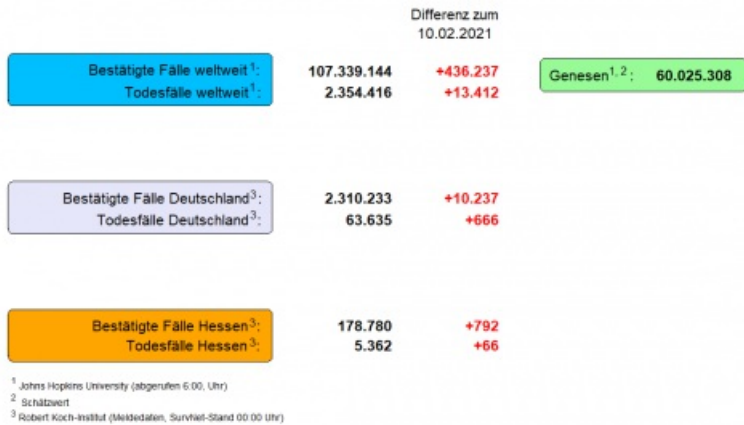 Differenz zum
10.02.2021
Bestätigte Fälle weltweit1: 107.339.144 +436.237 Genesen1, 2: 60.025.308
Todesfälle weltweit1: 2.354.416 +13.412
Bestätigte Fälle Deutschland3: 2.310.233 +10.237
Todesfälle Deutschland3: 63.635 +666
Bestätigte Fälle Hessen3: 178.780 +792
Todesfälle Hessen3: 5.362 +66
1 Johns Hopkins University (abgerufen 6:00, Uhr)
2 Schätzwert
3 Robert Koch-Institut (Meldedaten, SurvNet-Stand 00:00 Uhr)